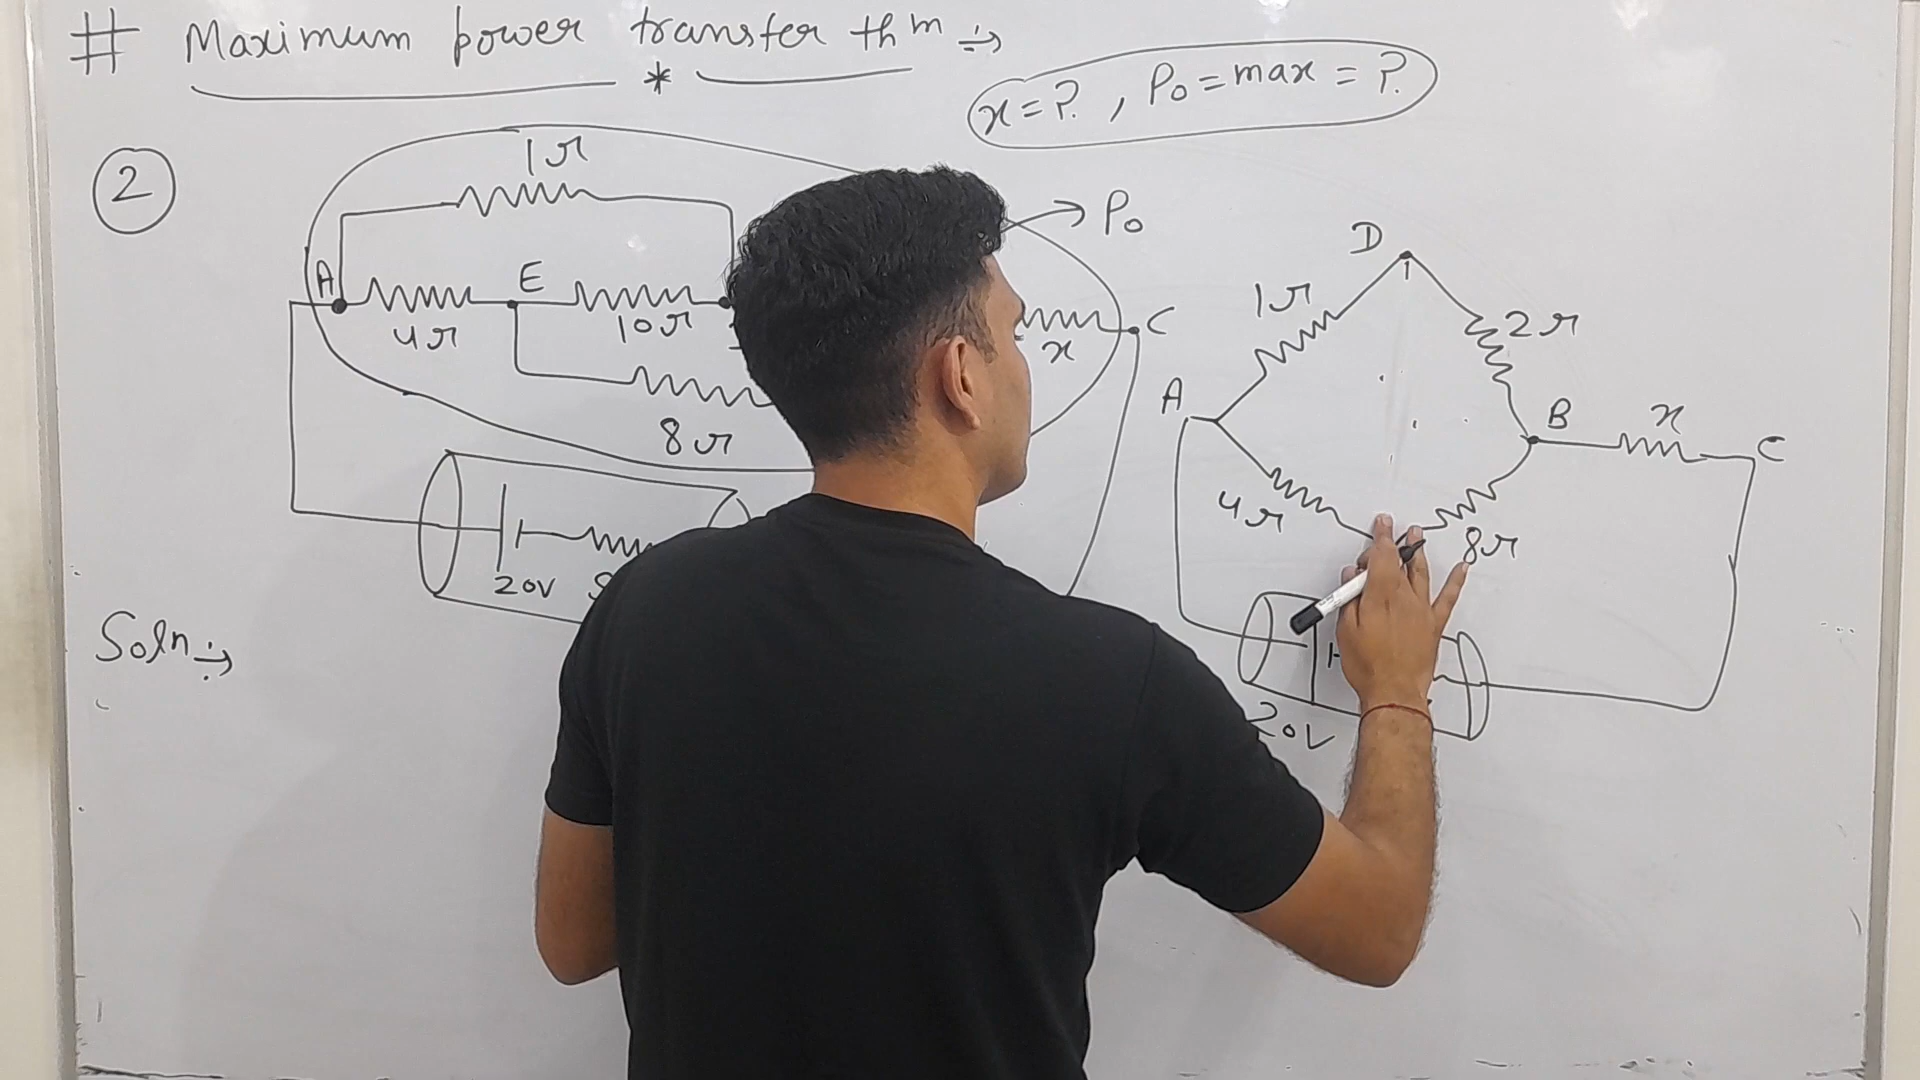 # Maximum power transfer thm ÷>
*
x = ?, Po = max = ?
2
1Ω
Po
A
E
4Ω
10Ω
x
C
8Ω
20V
Soln ÷>
D
1Ω
2Ω
A
B
x
C
4Ω
8Ω
20V